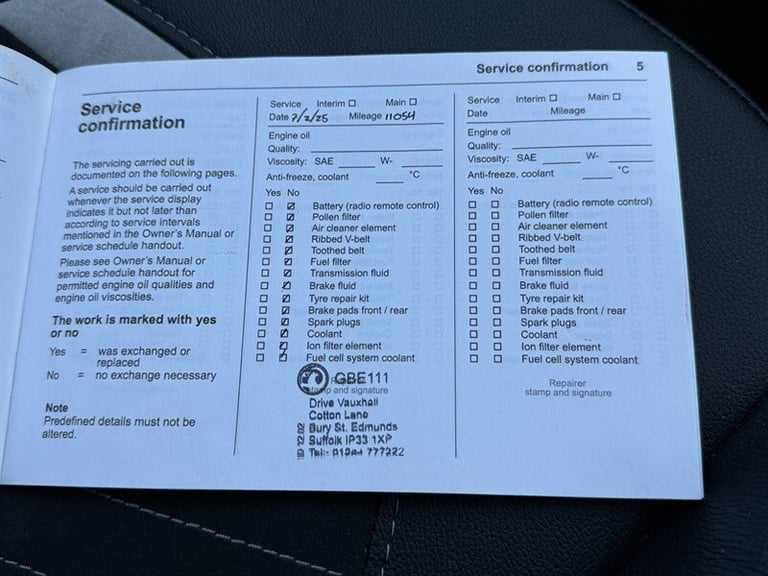 Service confirmation 5
Service
confirmation
The servicing carried out is
documented on the following pages.
A service should be carried out
whenever the service display
indicates it but not later than
according to service intervals
mentioned in the Owner's Manual or
service schedule handout.
Please see Owner's Manual or
service schedule handout for
permitted engine oil qualities and
engine oil viscosities.
The work is marked with yes
or no
Yes = was exchanged or
replaced
No = no exchange necessary
Note
Predefined details must not be
altered.
Service Interim ☐ Main ☐
Date 7/2/25 Mileage 11054
Engine oil
Quality:
Viscosity: SAE W-
Anti-freeze, coolant °C
Yes No
☐ ☑ Battery (radio remote control)
☐ ☑ Pollen filter
☐ ☑ Air cleaner element
☐ ☑ Ribbed V-belt
☐ ☑ Toothed belt
☐ ☑ Fuel filter
☐ ☑ Transmission fluid
☐ ☑ Brake fluid
☐ ☑ Tyre repair kit
☐ ☑ Brake pads front / rear
☐ ☑ Spark plugs
☐ ☑ Coolant
☐ ☑ Ion filter element
☐ ☑ Fuel cell system coolant
GBE111
stamp and signature
Drive Vauxhall
Cotton Lane
Bury St. Edmunds
Suffolk IP33 1XP
Tel: 01284 777222
Service Interim ☐ Main ☐
Date Mileage
Engine oil
Quality:
Viscosity: SAE W-
Anti-freeze, coolant °C
Yes No
☐ ☐ Battery (radio remote control)
☐ ☐ Pollen filter
☐ ☐ Air cleaner element
☐ ☐ Ribbed V-belt
☐ ☐ Toothed belt
☐ ☐ Fuel filter
☐ ☐ Transmission fluid
☐ ☐ Brake fluid
☐ ☐ Tyre repair kit
☐ ☐ Brake pads front / rear
☐ ☐ Spark plugs
☐ ☐ Coolant
☐ ☐ Ion filter element
☐ ☐ Fuel cell system coolant
Repairer
stamp and signature